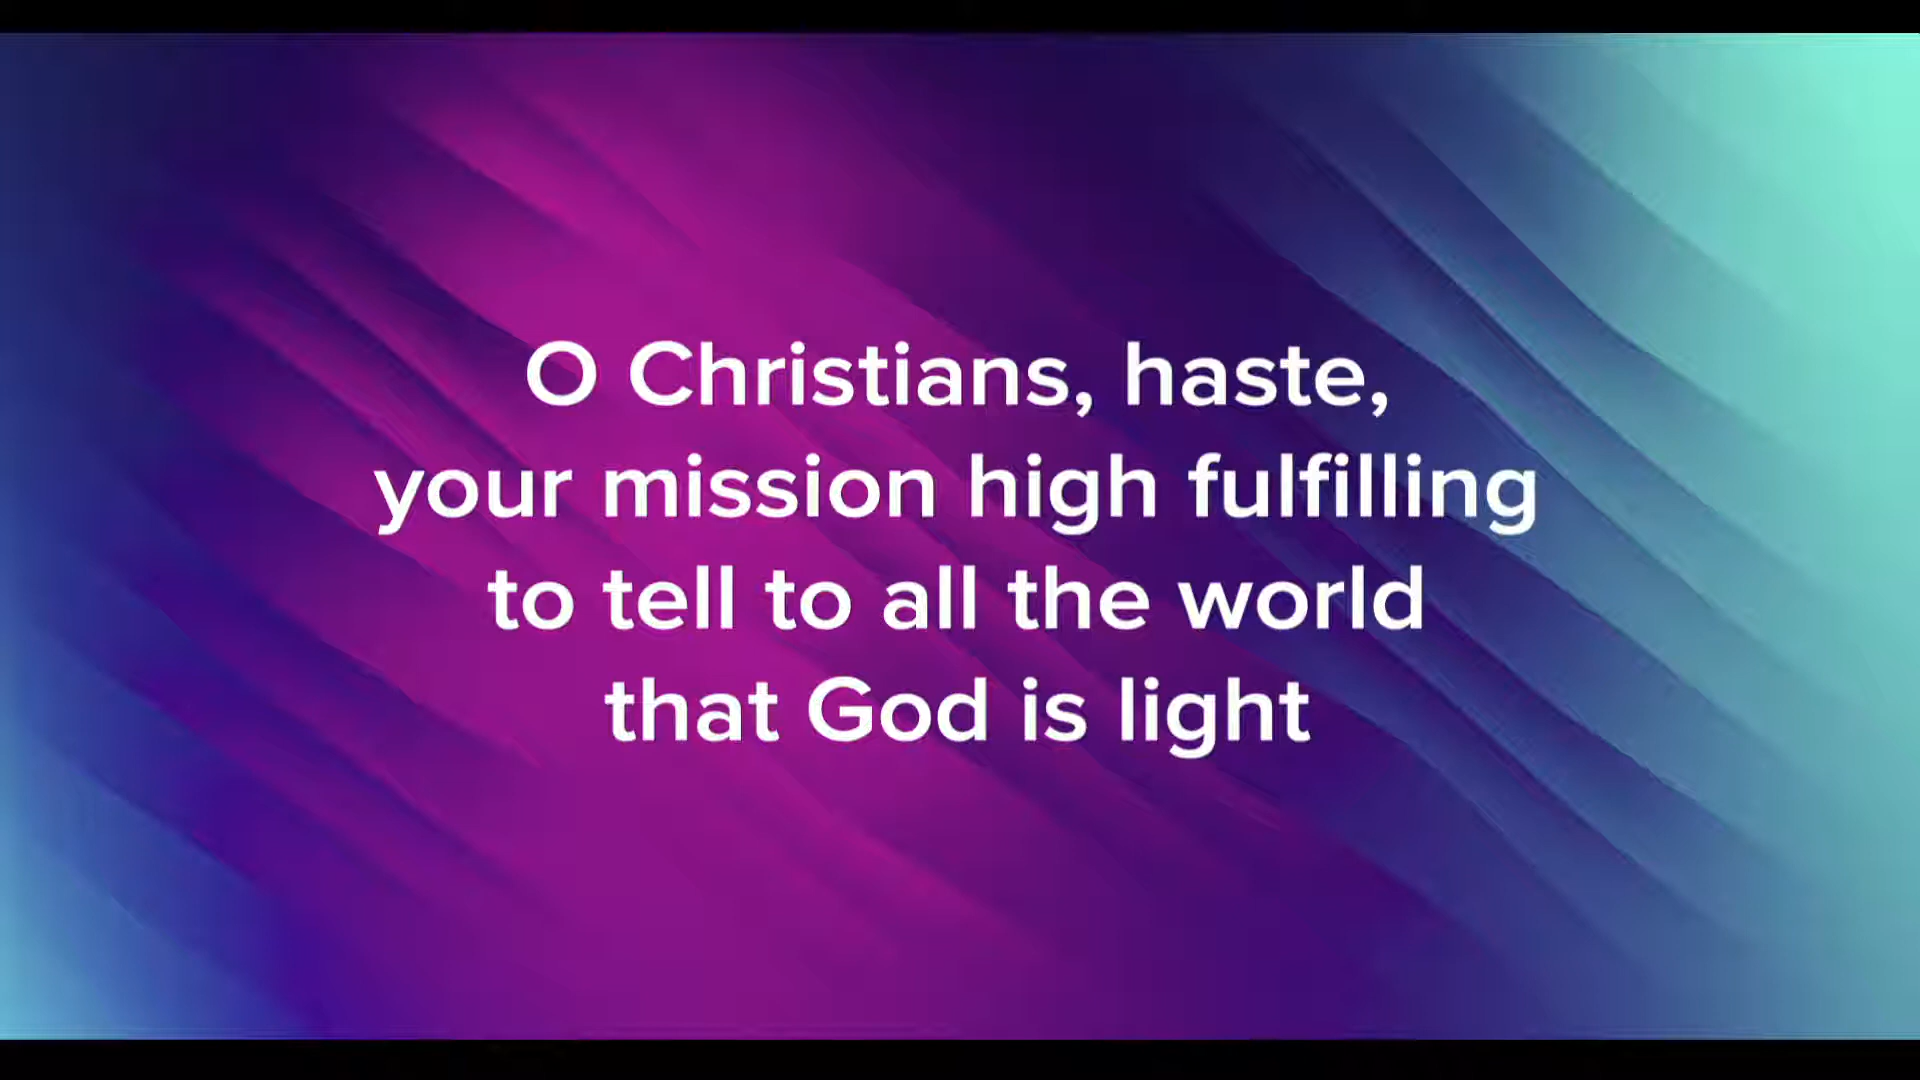 O Christians, haste,
your mission high fulfilling
to tell to all the world
that God is light